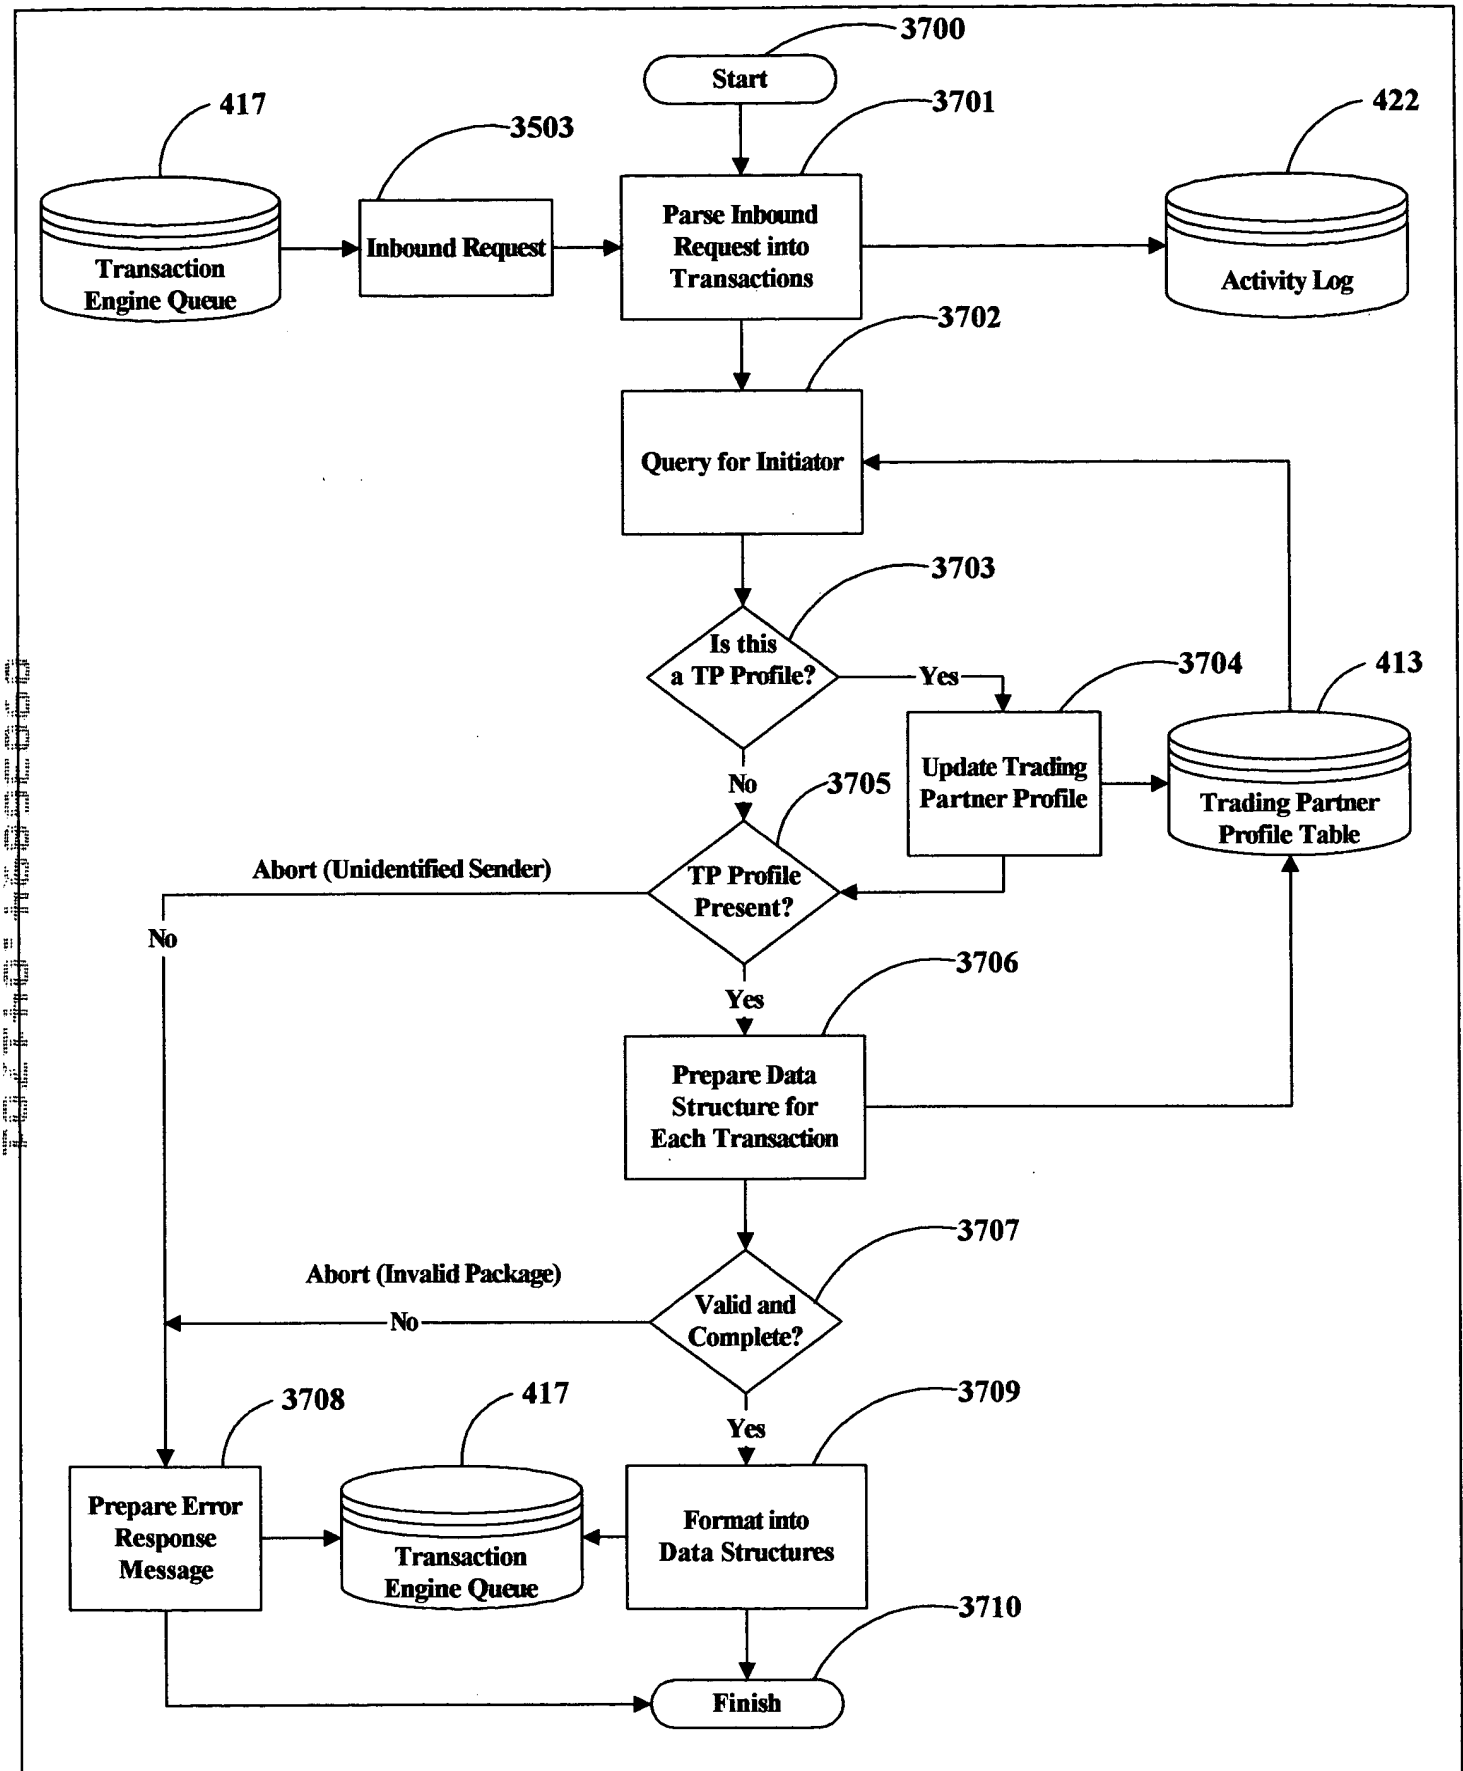 3700
Start
417
3503
3701
422
Transaction
Engine Queue
Inbound Request
Parse Inbound
Request into
Transactions
Activity Log
3702
Query for Initiator
3703
Is this
a TP Profile?
Yes
3704
413
No
3705
Update Trading
Partner Profile
Trading Partner
Profile Table
Abort (Unidentified Sender)
TP Profile
Present?
No
3706
Yes
Prepare Data
Structure for
Each Transaction
3707
Abort (Invalid Package)
Valid and
Complete?
No
3708
417
3709
Yes
Prepare Error
Response
Message
Transaction
Engine Queue
Format into
Data Structures
3710
Finish